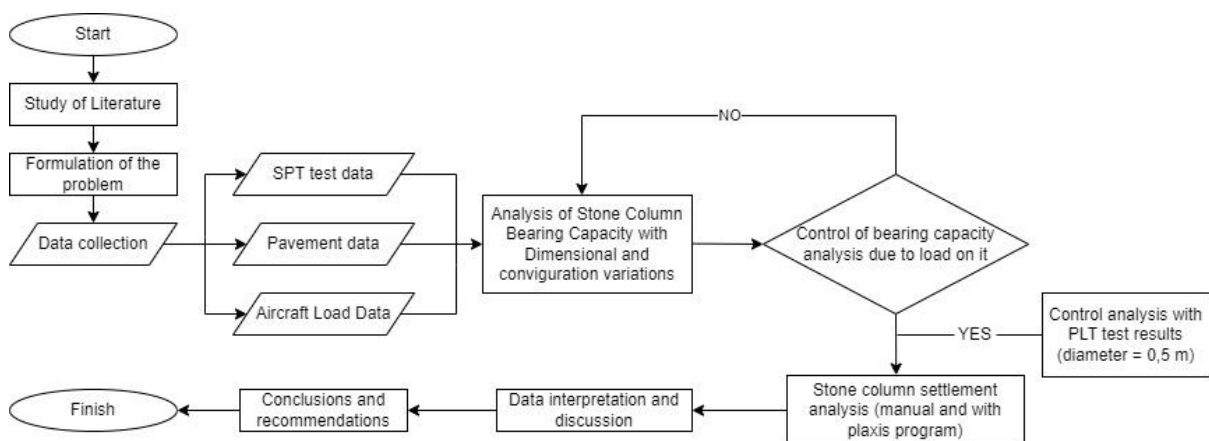 Start
Study of Literature
Formulation of the
problem
Data collection
SPT test data
Pavement data
Aircraft Load Data
Analysis of Stone Column
Bearing Capacity with
Dimensional and
conviguration variations
NO
Control of bearing capacity
analysis due to load on it
YES
Control analysis with
PLT test results
(diameter = 0,5 m)
Stone column settlement
analysis (manual and with
plaxis program)
Data interpretation and
discussion
Conclusions and
recommendations
Finish